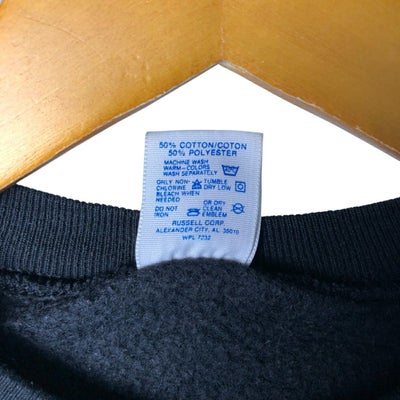 50% COTTON/COTON
50% POLYESTER
MACHINE WASH
WARM-COLORS
WASH SEPARATELY
ONLY NON- TUMBLE
CHLORINE DRY LOW
BLEACH WHEN
NEEDED OR DRY
DO NOT CLEAN
IRON EMBLEM
RUSSELL CORP.
ALEXANDER CITY, AL 35010
WPL 7232